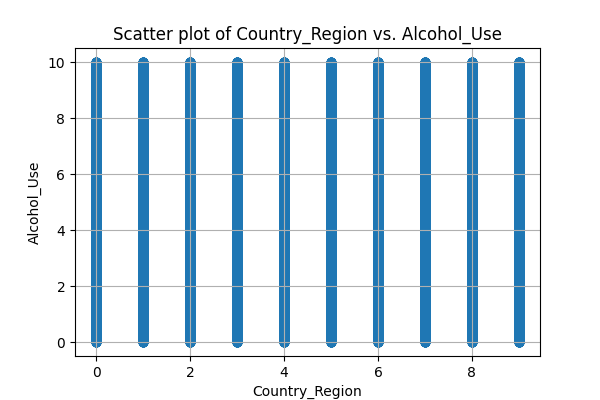 Scatter plot of Country_Region vs. Alcohol_Use
10
8
6
4
2
0
Alcohol_Use
0 2 4 6 8
Country_Region